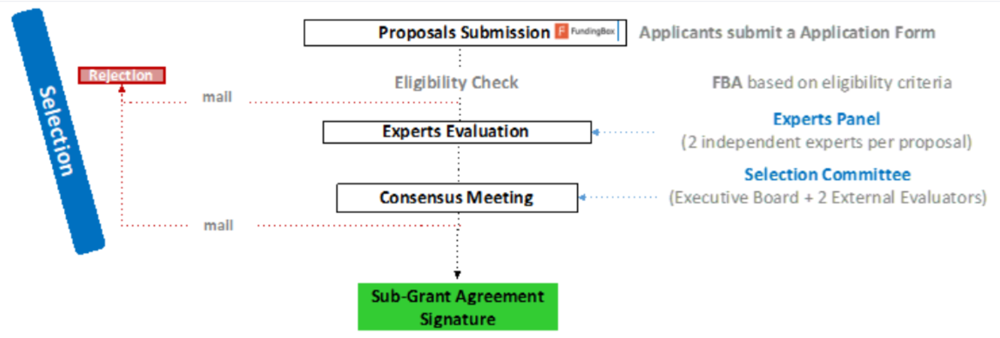 Selection
Proposals Submission F FundingBox
Applicants submit a Application Form
Rejection
Eligibility Check
FBA based on eligibility criteria
mail
Experts Evaluation
Experts Panel
(2 independent experts per proposal)
Selection Committee
Consensus Meeting
(Executive Board + 2 External Evaluators)
mail
Sub-Grant Agreement
Signature